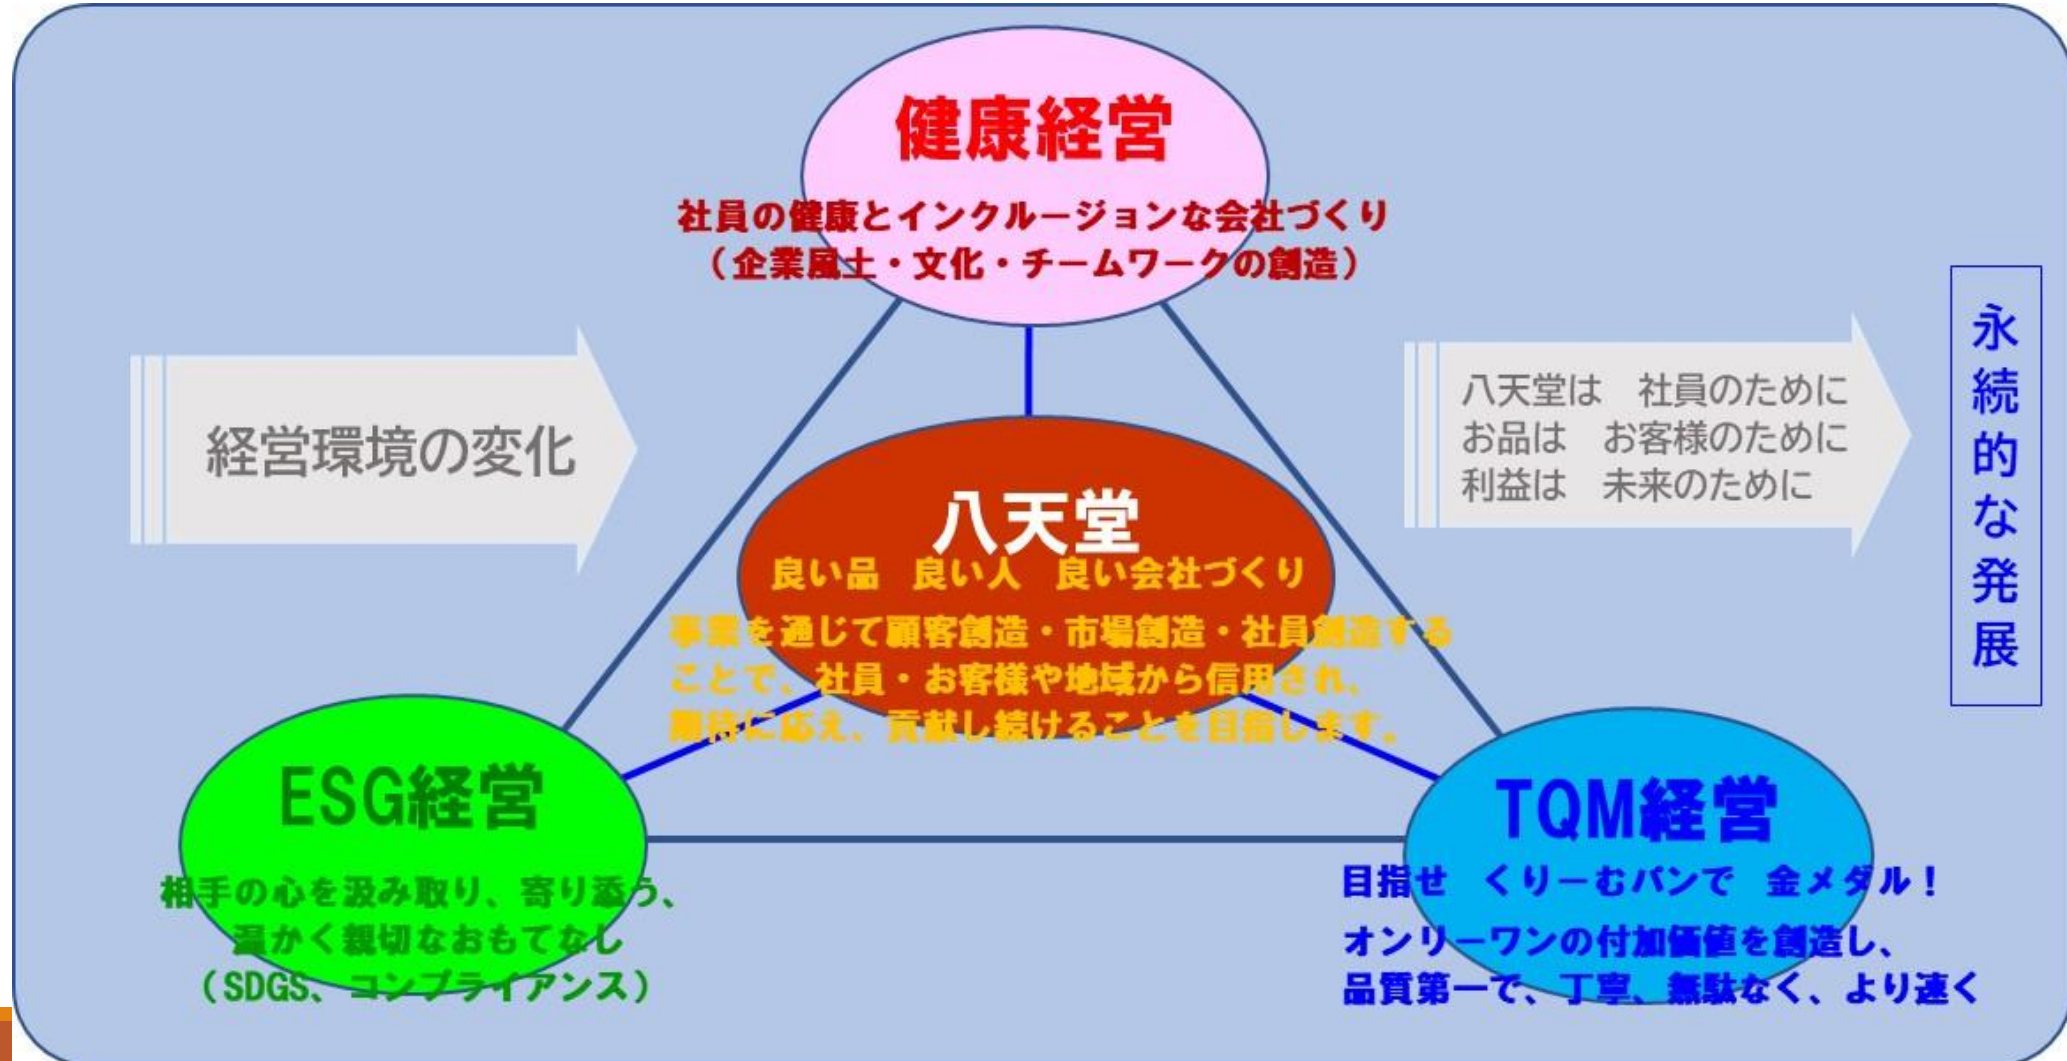 健康経営
社員の健康とインクルージョンな会社づくり
（企業風土・文化・チームワークの創造）
経営環境の変化
八天堂は　社員のために
お品は　お客様のために
利益は　未来のために
永続的な発展
八天堂
良い品　良い人　良い会社づくり
事業を通じて顧客創造・市場創造・社員創造する
ことで、社員・お客様や地域から信用され、
期待に応え、貢献し続けることを目指します。
ESG経営
相手の心を汲み取り、寄り添う、
温かく親切なおもてなし
（SDGS、コンプライアンス）
TQM経営
目指せ　くりーむパンで　金メダル！
オンリーワンの付加価値を創造し、
品質第一で、丁寧、無駄なく、より速く